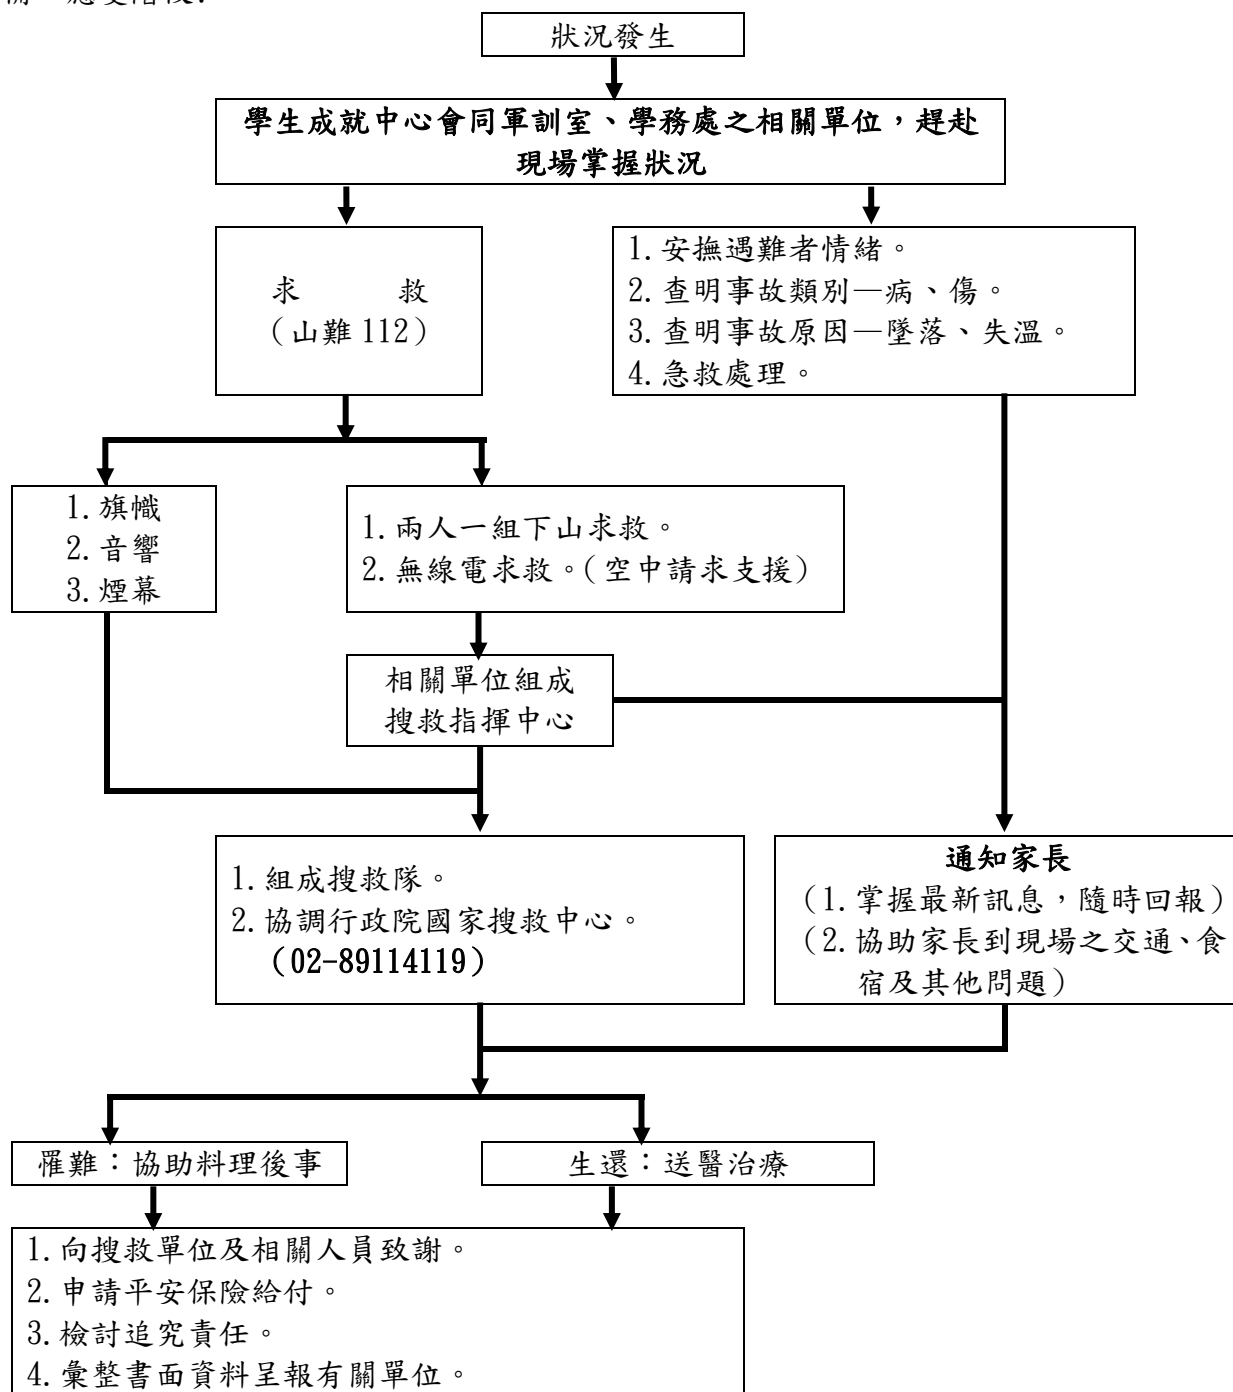 狀況發生
學生成就中心會同軍訓室、學務處之相關單位，趕赴
現場掌握狀況
求 救
（山難 112）
1.安撫遇難者情緒。
2.查明事故類別—病、傷。
3.查明事故原因—墜落、失溫。
4.急救處理。
1.旗幟
2.音響
3.煙幕
1.兩人一組下山求救。
2.無線電求救。（空中請求支援）
相關單位組成
搜救指揮中心
1.組成搜救隊。
2.協調行政院國家搜救中心。
（02-89114119）
通知家長
（1.掌握最新訊息，隨時回報）
（2.協助家長到現場之交通、食
宿及其他問題）
罹難：協助料理後事
生還：送醫治療
1.向搜救單位及相關人員致謝。
2.申請平安保險給付。
3.檢討追究責任。
4.彙整書面資料呈報有關單位。